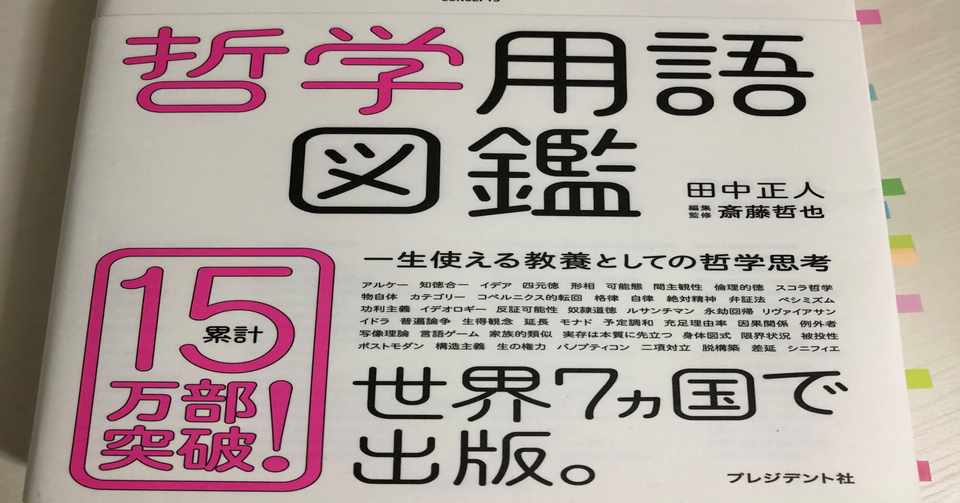 哲学用語
図鑑
田中正人
編集
監修 斎藤哲也
一生使える教養としての哲学思考
アルケー 知徳合一 イデア 四元徳 形相 可能態 間主観性 倫理的徳 スコラ哲学
物自体 カテゴリー コペルニクス的転回 格律 自律 絶対精神 弁証法 ペシミズム
功利主義 イデオロギー 反証可能性 奴隷道徳 ルサンチマン 永劫回帰 リヴァイアサン
イドラ 普遍論争 生得観念 延長 モナド 予定調和 充足理由率 因果関係 例外者
写像理論 言語ゲーム 家族的類似 実存は本質に先立つ 身体図式 限界状況 被投性
ポストモダン 構造主義 生の権力 パノプティコン 二項対立 脱構築 差延 シニフィエ
累計
15
万部
突破!
世界7ヵ国で
出版。
プレジデント社